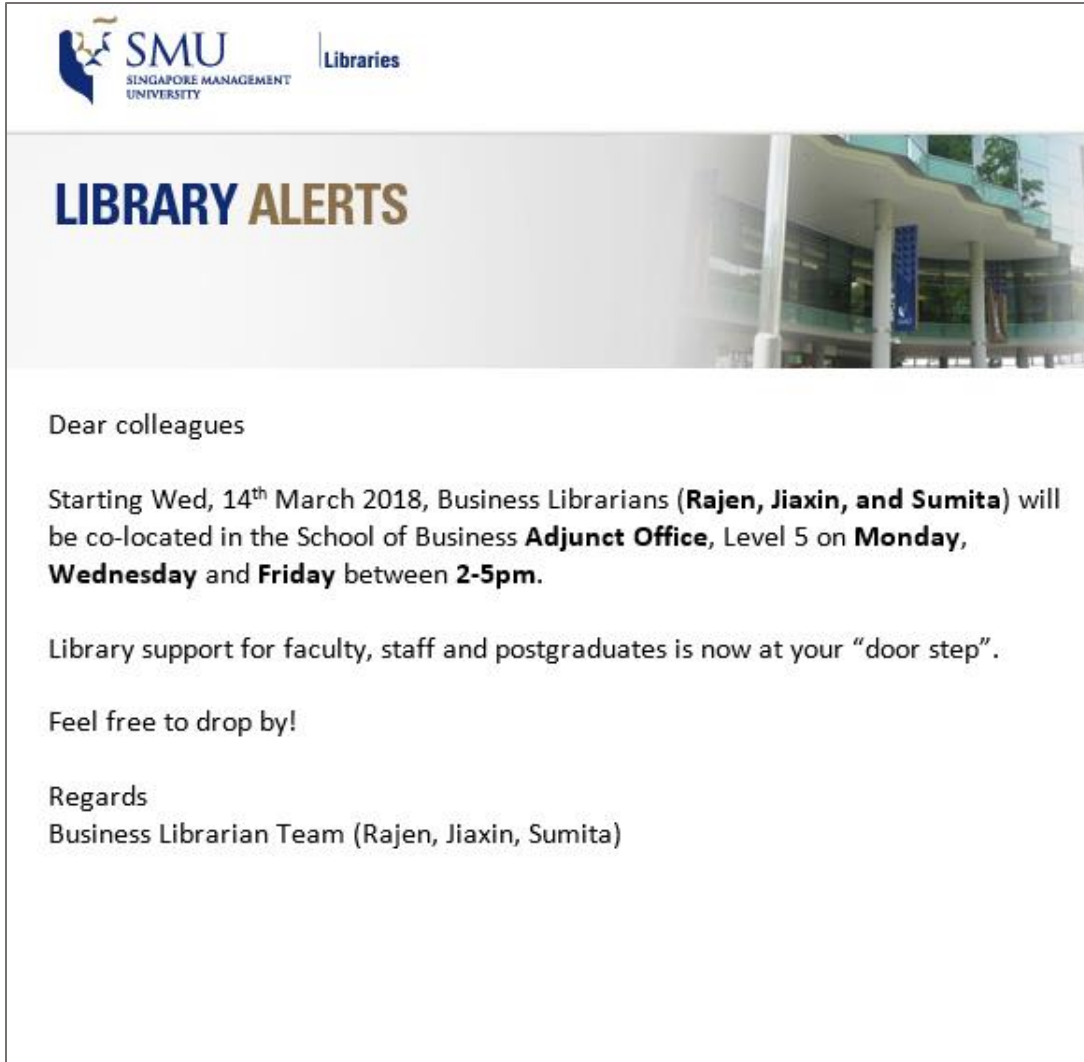 SMU
SINGAPORE MANAGEMENT
UNIVERSITY
Libraries
LIBRARY ALERTS
SMU
Dear colleagues
Starting Wed, 14th March 2018, Business Librarians (Rajen, Jiaxin, and Sumita) will
be co-located in the School of Business Adjunct Office, Level 5 on Monday,
Wednesday and Friday between 2-5pm.
Library support for faculty, staff and postgraduates is now at your “door step”.
Feel free to drop by!
Regards
Business Librarian Team (Rajen, Jiaxin, Sumita)